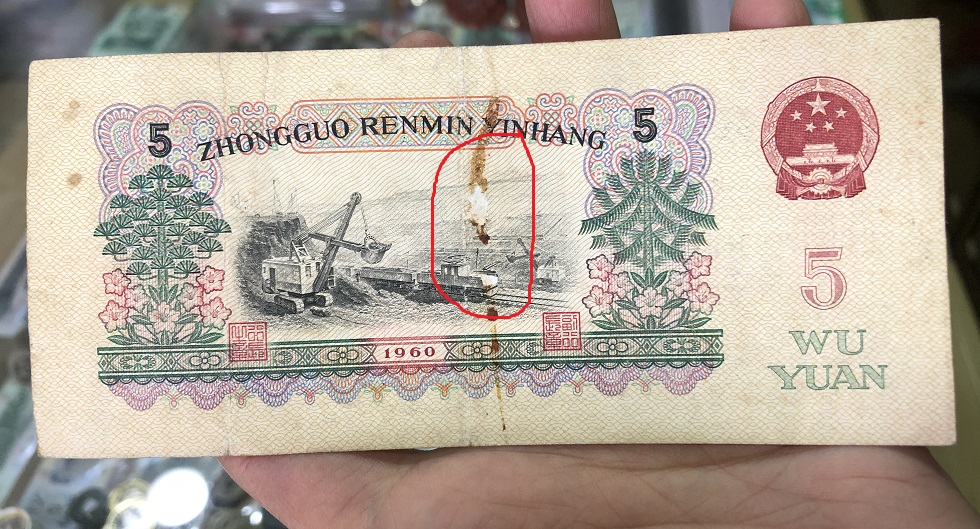 5 ZHONGGUO RENMIN YINHANG 5
5
1960
WU
YUAN